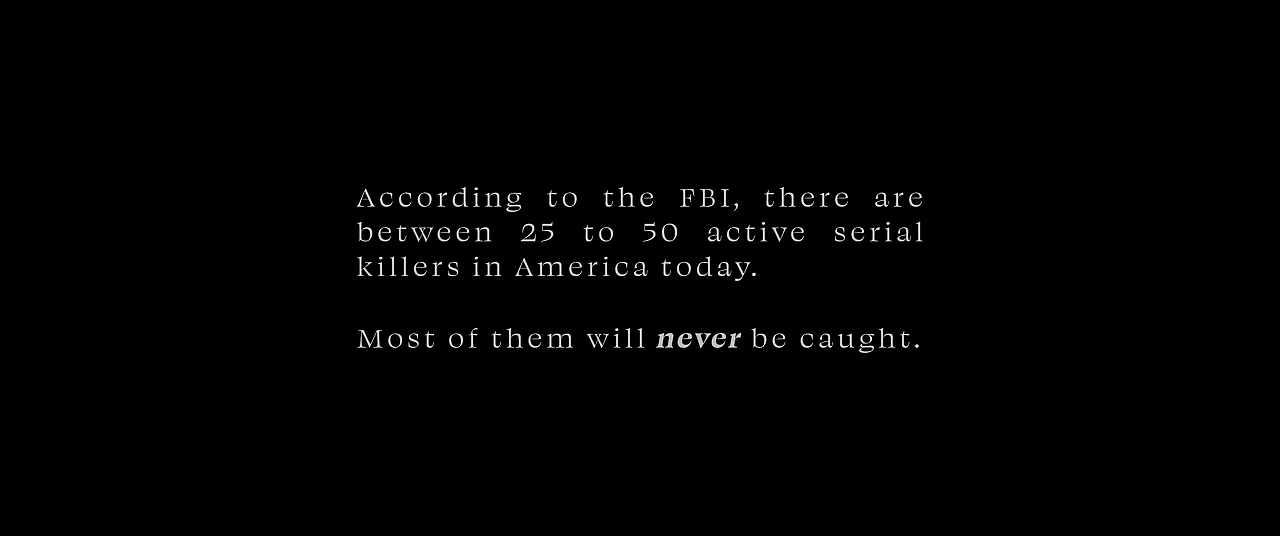 According to the FBI, there are
between 25 to 50 active serial
killers in America today.
Most of them will never be caught.